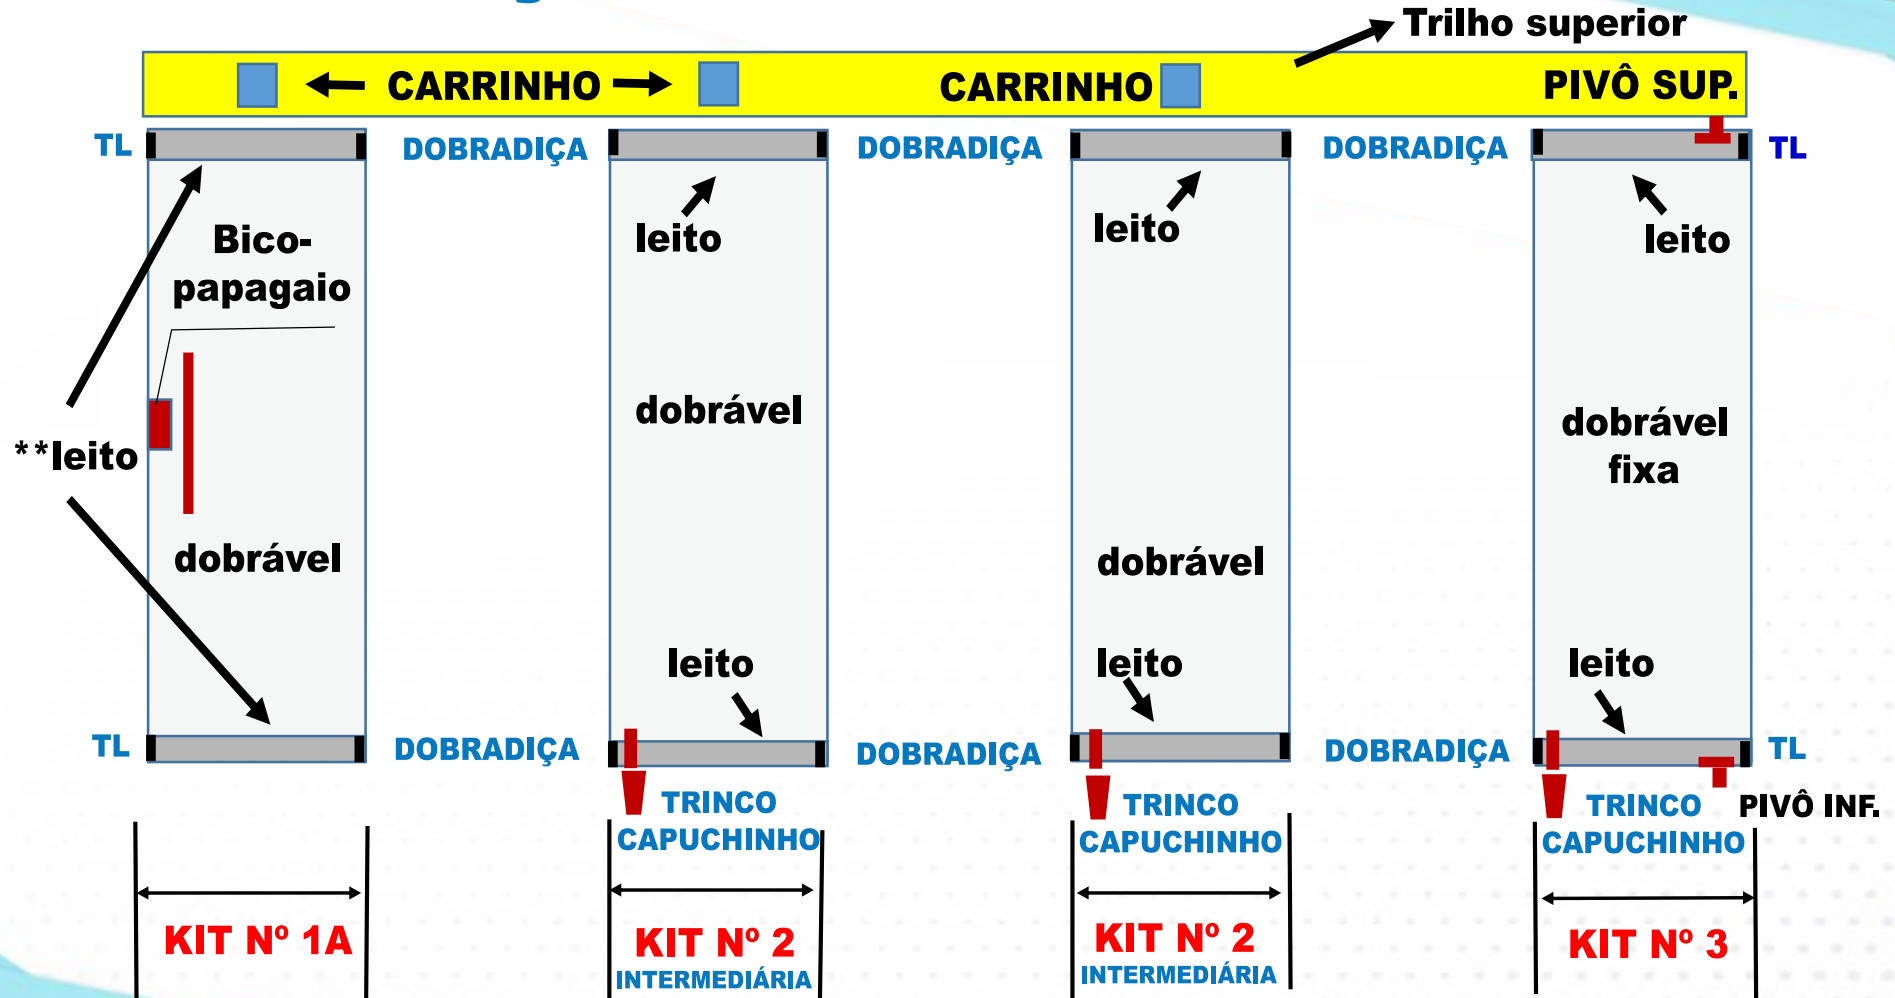 Trilho superior
CARRINHO
CARRINHO
PIVÔ SUP.
TL
DOBRADIÇA
DOBRADIÇA
DOBRADIÇA
TL
leito
leito
leito
Bico-
papagaio
dobrável
dobrável
fixa
**leito
dobrável
dobrável
leito
leito
leito
TL
DOBRADIÇA
DOBRADIÇA
DOBRADIÇA
TL
TRINCO
CAPUCHINHO
TRINCO
CAPUCHINHO
TRINCO
CAPUCHINHO
PIVÔ INF.
KIT Nº 1A
KIT Nº 2
INTERMEDIÁRIA
KIT Nº 2
INTERMEDIÁRIA
KIT Nº 3